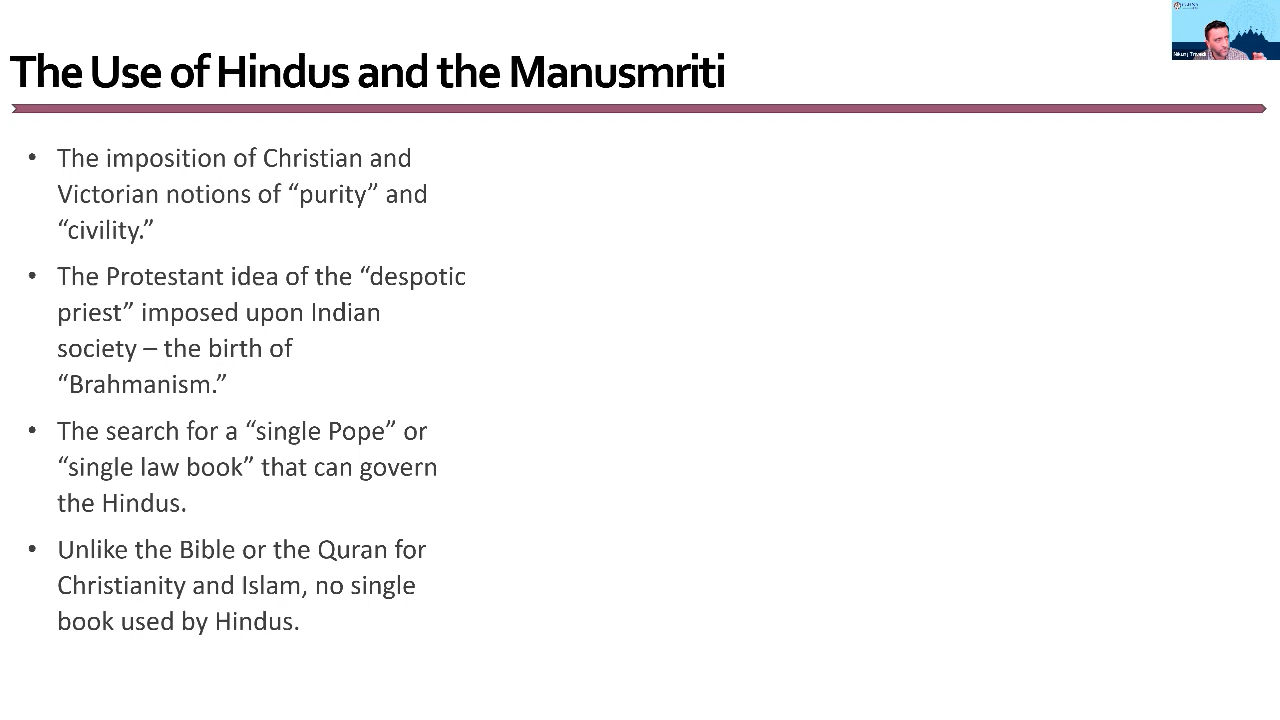 The Use of Hindus and the Manusmriti
• The imposition of Christian and
Victorian notions of “purity” and
“civility.”
• The Protestant idea of the “despotic
priest” imposed upon Indian
society – the birth of
“Brahmanism.”
• The search for a “single Pope” or
“single law book” that can govern
the Hindus.
• Unlike the Bible or the Quran for
Christianity and Islam, no single
book used by Hindus.
Nikunj Trivedi